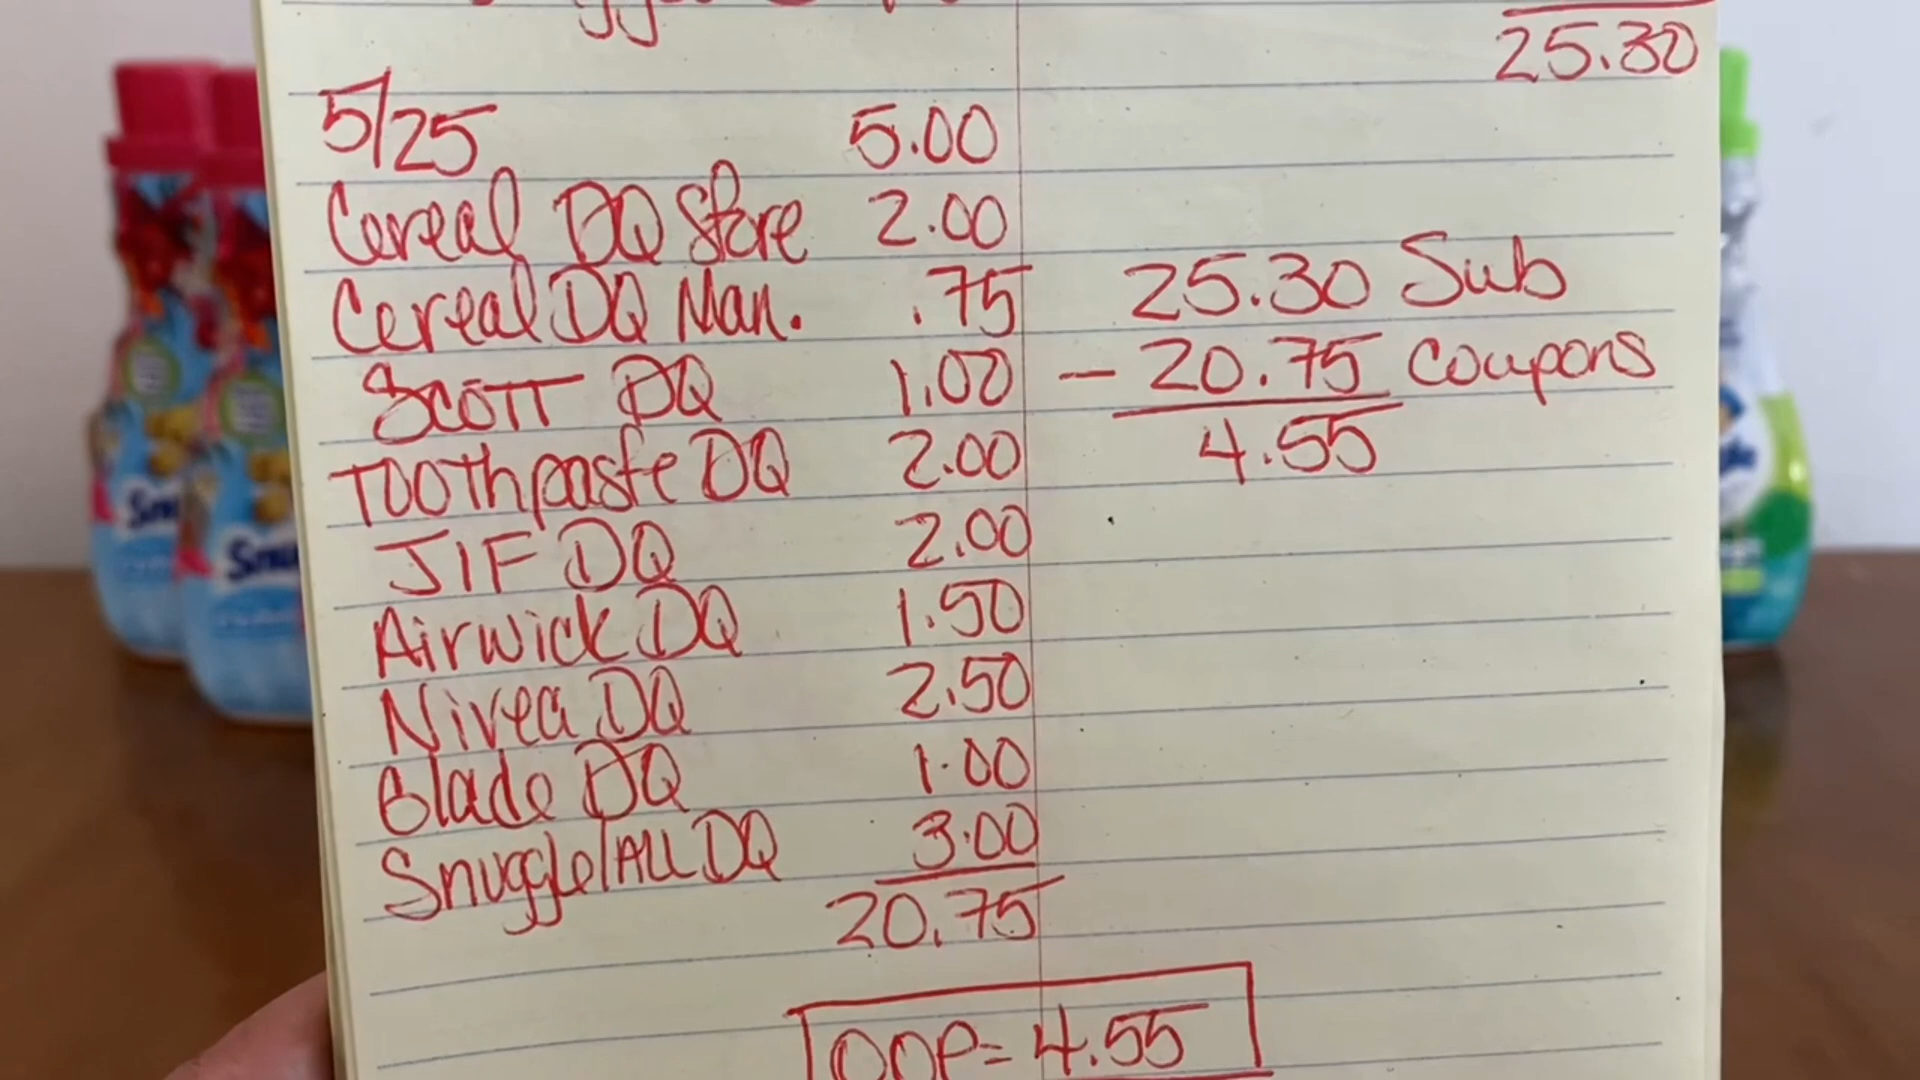 25.30
5/25 5.00
Cereal DQ Store 2.00
Cereal DQ Man. .75
SCOTT DQ 1.00
Toothpaste DQ 2.00
JIF DQ 2.00
Airwick DQ 1.50
Nivea DQ 2.50
Glade DQ 1.00
Snuggle/ALL DQ 3.00
20.75
25.30 Sub
- 20.75 coupons
4.55
OOP= 4.55